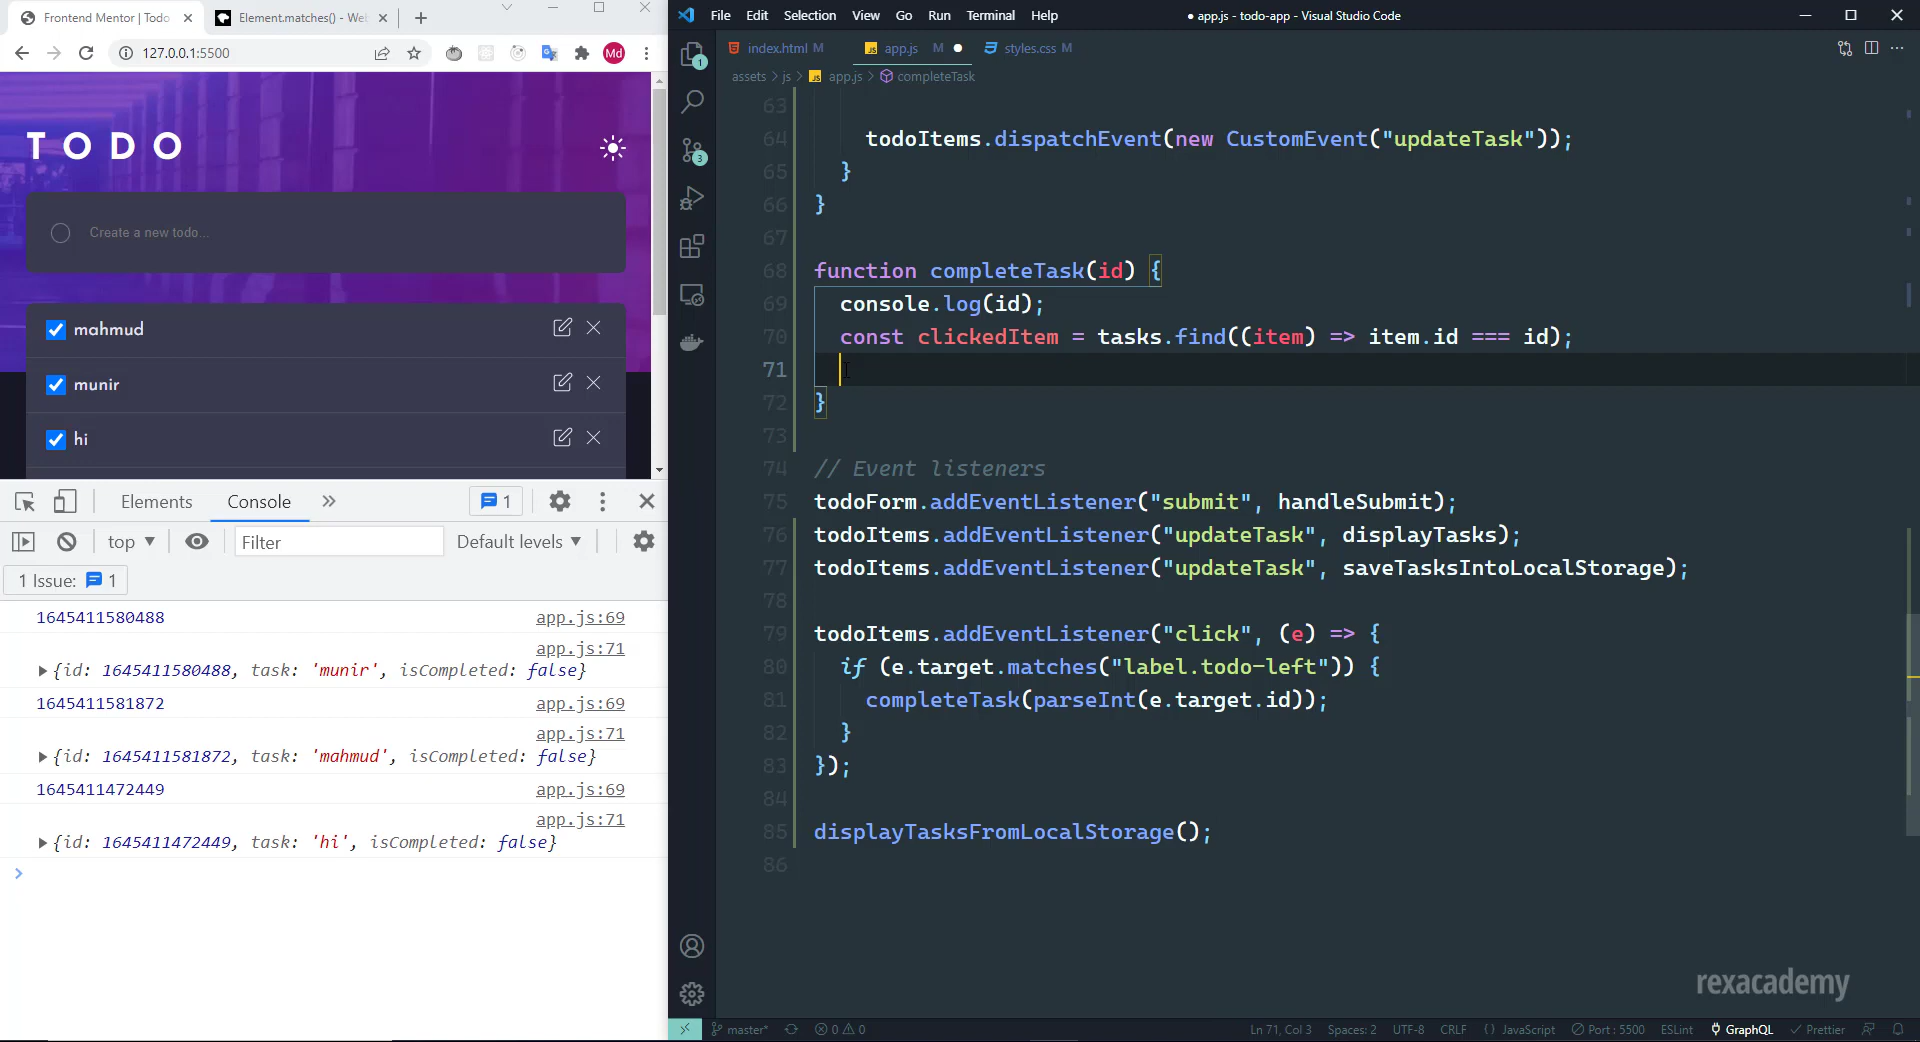 Frontend Mentor | Todo
Element.matches() - Web
127.0.0.1:5500
Md
TODO
Create a new todo...
mahmud
munir
hi
Elements Console 1
top Filter Default levels
1 Issue: 1
1645411580488 app.js:69
app.js:71
{id: 1645411580488, task: 'munir', isCompleted: false}
1645411581872 app.js:69
app.js:71
{id: 1645411581872, task: 'mahmud', isCompleted: false}
1645411472449 app.js:69
app.js:71
{id: 1645411472449, task: 'hi', isCompleted: false}
File Edit Selection View Go Run Terminal Help ● app.js - todo-app - Visual Studio Code
index.html M JS app.js M styles.css M
assets > js > JS app.js > completeTask
1
3
63
64 todoItems.dispatchEvent(new CustomEvent("updateTask"));
65 }
66 }
67
68 function completeTask(id) {
69 console.log(id);
70 const clickedItem = tasks.find((item) => item.id === id);
71
72 }
73
74 // Event listeners
75 todoForm.addEventListener("submit", handleSubmit);
76 todoItems.addEventListener("updateTask", displayTasks);
77 todoItems.addEventListener("updateTask", saveTasksIntoLocalStorage);
78
79 todoItems.addEventListener("click", (e) => {
80 if (e.target.matches("label.todo-left")) {
81 completeTask(parseInt(e.target.id));
82 }
83 });
84
85 displayTasksFromLocalStorage();
86
rexacademy
master* 0 0 Ln 71, Col 3 Spaces: 2 UTF-8 CRLF {} JavaScript Port : 5500 ESLint GraphQL Prettier